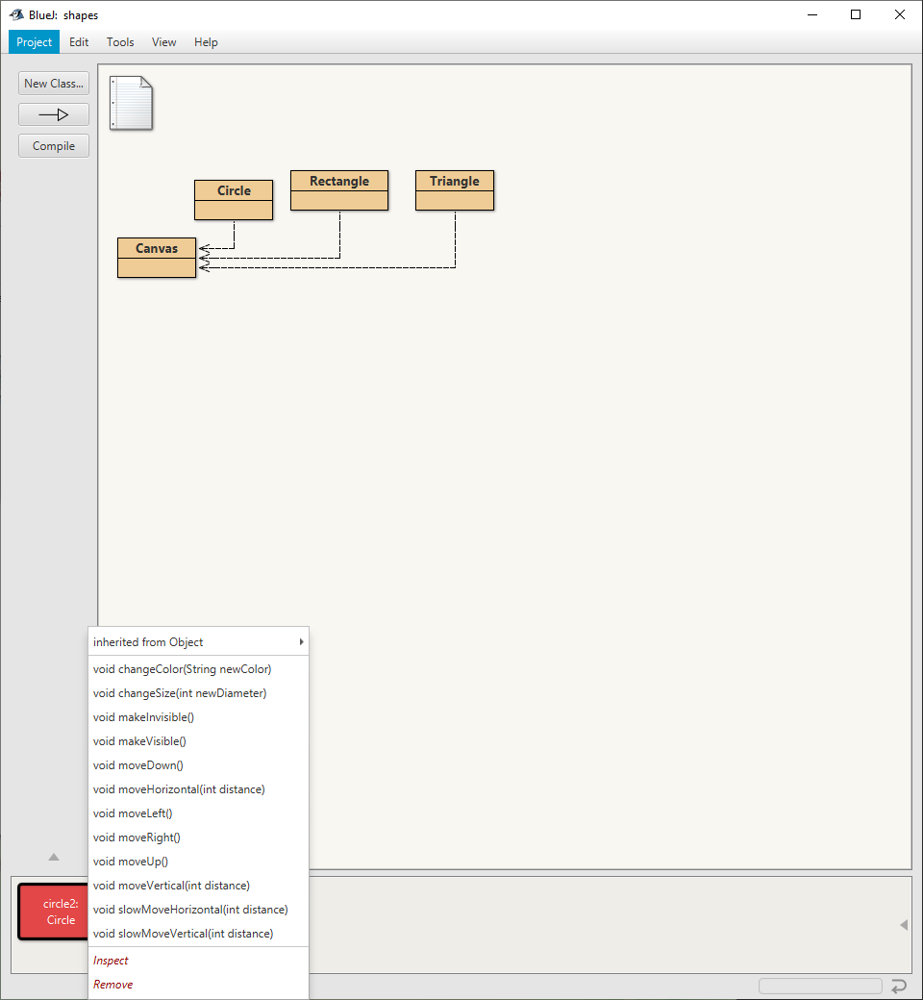 BlueJ:  shapes
Project Edit Tools View Help
New Class...
Compile
Circle
Rectangle
Triangle
Canvas
inherited from Object
void changeColor(String newColor)
void changeSize(int newDiameter)
void makeInvisible()
void makeVisible()
void moveDown()
void moveHorizontal(int distance)
void moveLeft()
void moveRight()
void moveUp()
void moveVertical(int distance)
void slowMoveHorizontal(int distance)
void slowMoveVertical(int distance)
Inspect
Remove
circle2:
Circle